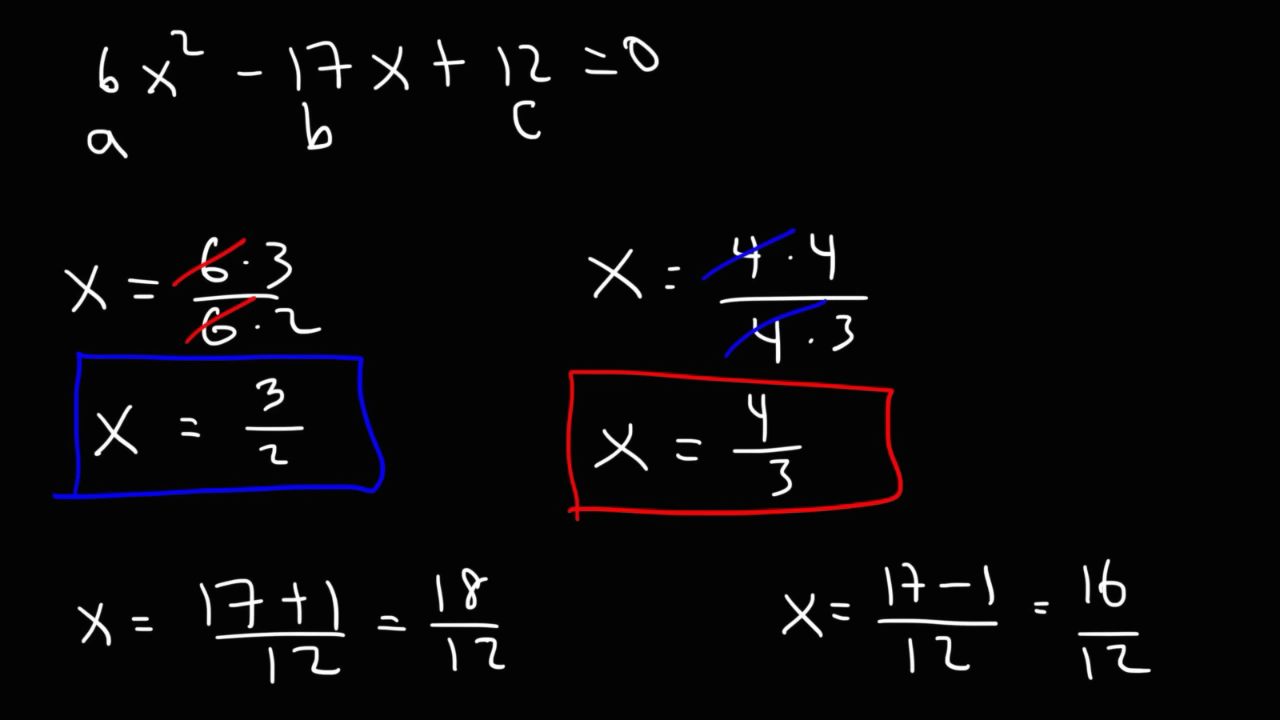 6x² - 17x + 12 = 0
a b c
x = 6·3/6·2 x = 4·4/4·3
x = 3/2 x = 4/3
x = 17+1/12 = 18/12 x = 17-1/12 = 16/12